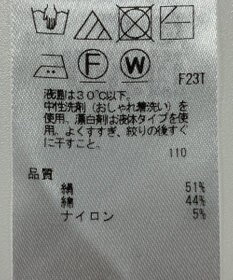 F W
F23T
液温は30℃以下。
中性洗剤(おしゃれ着洗い)を
使用、漂白剤は液体タイプを使
用。よくすすぎ、絞りの後すぐ
に干すこと。
110
品質
絹 51%
綿 44%
ナイロン 5%